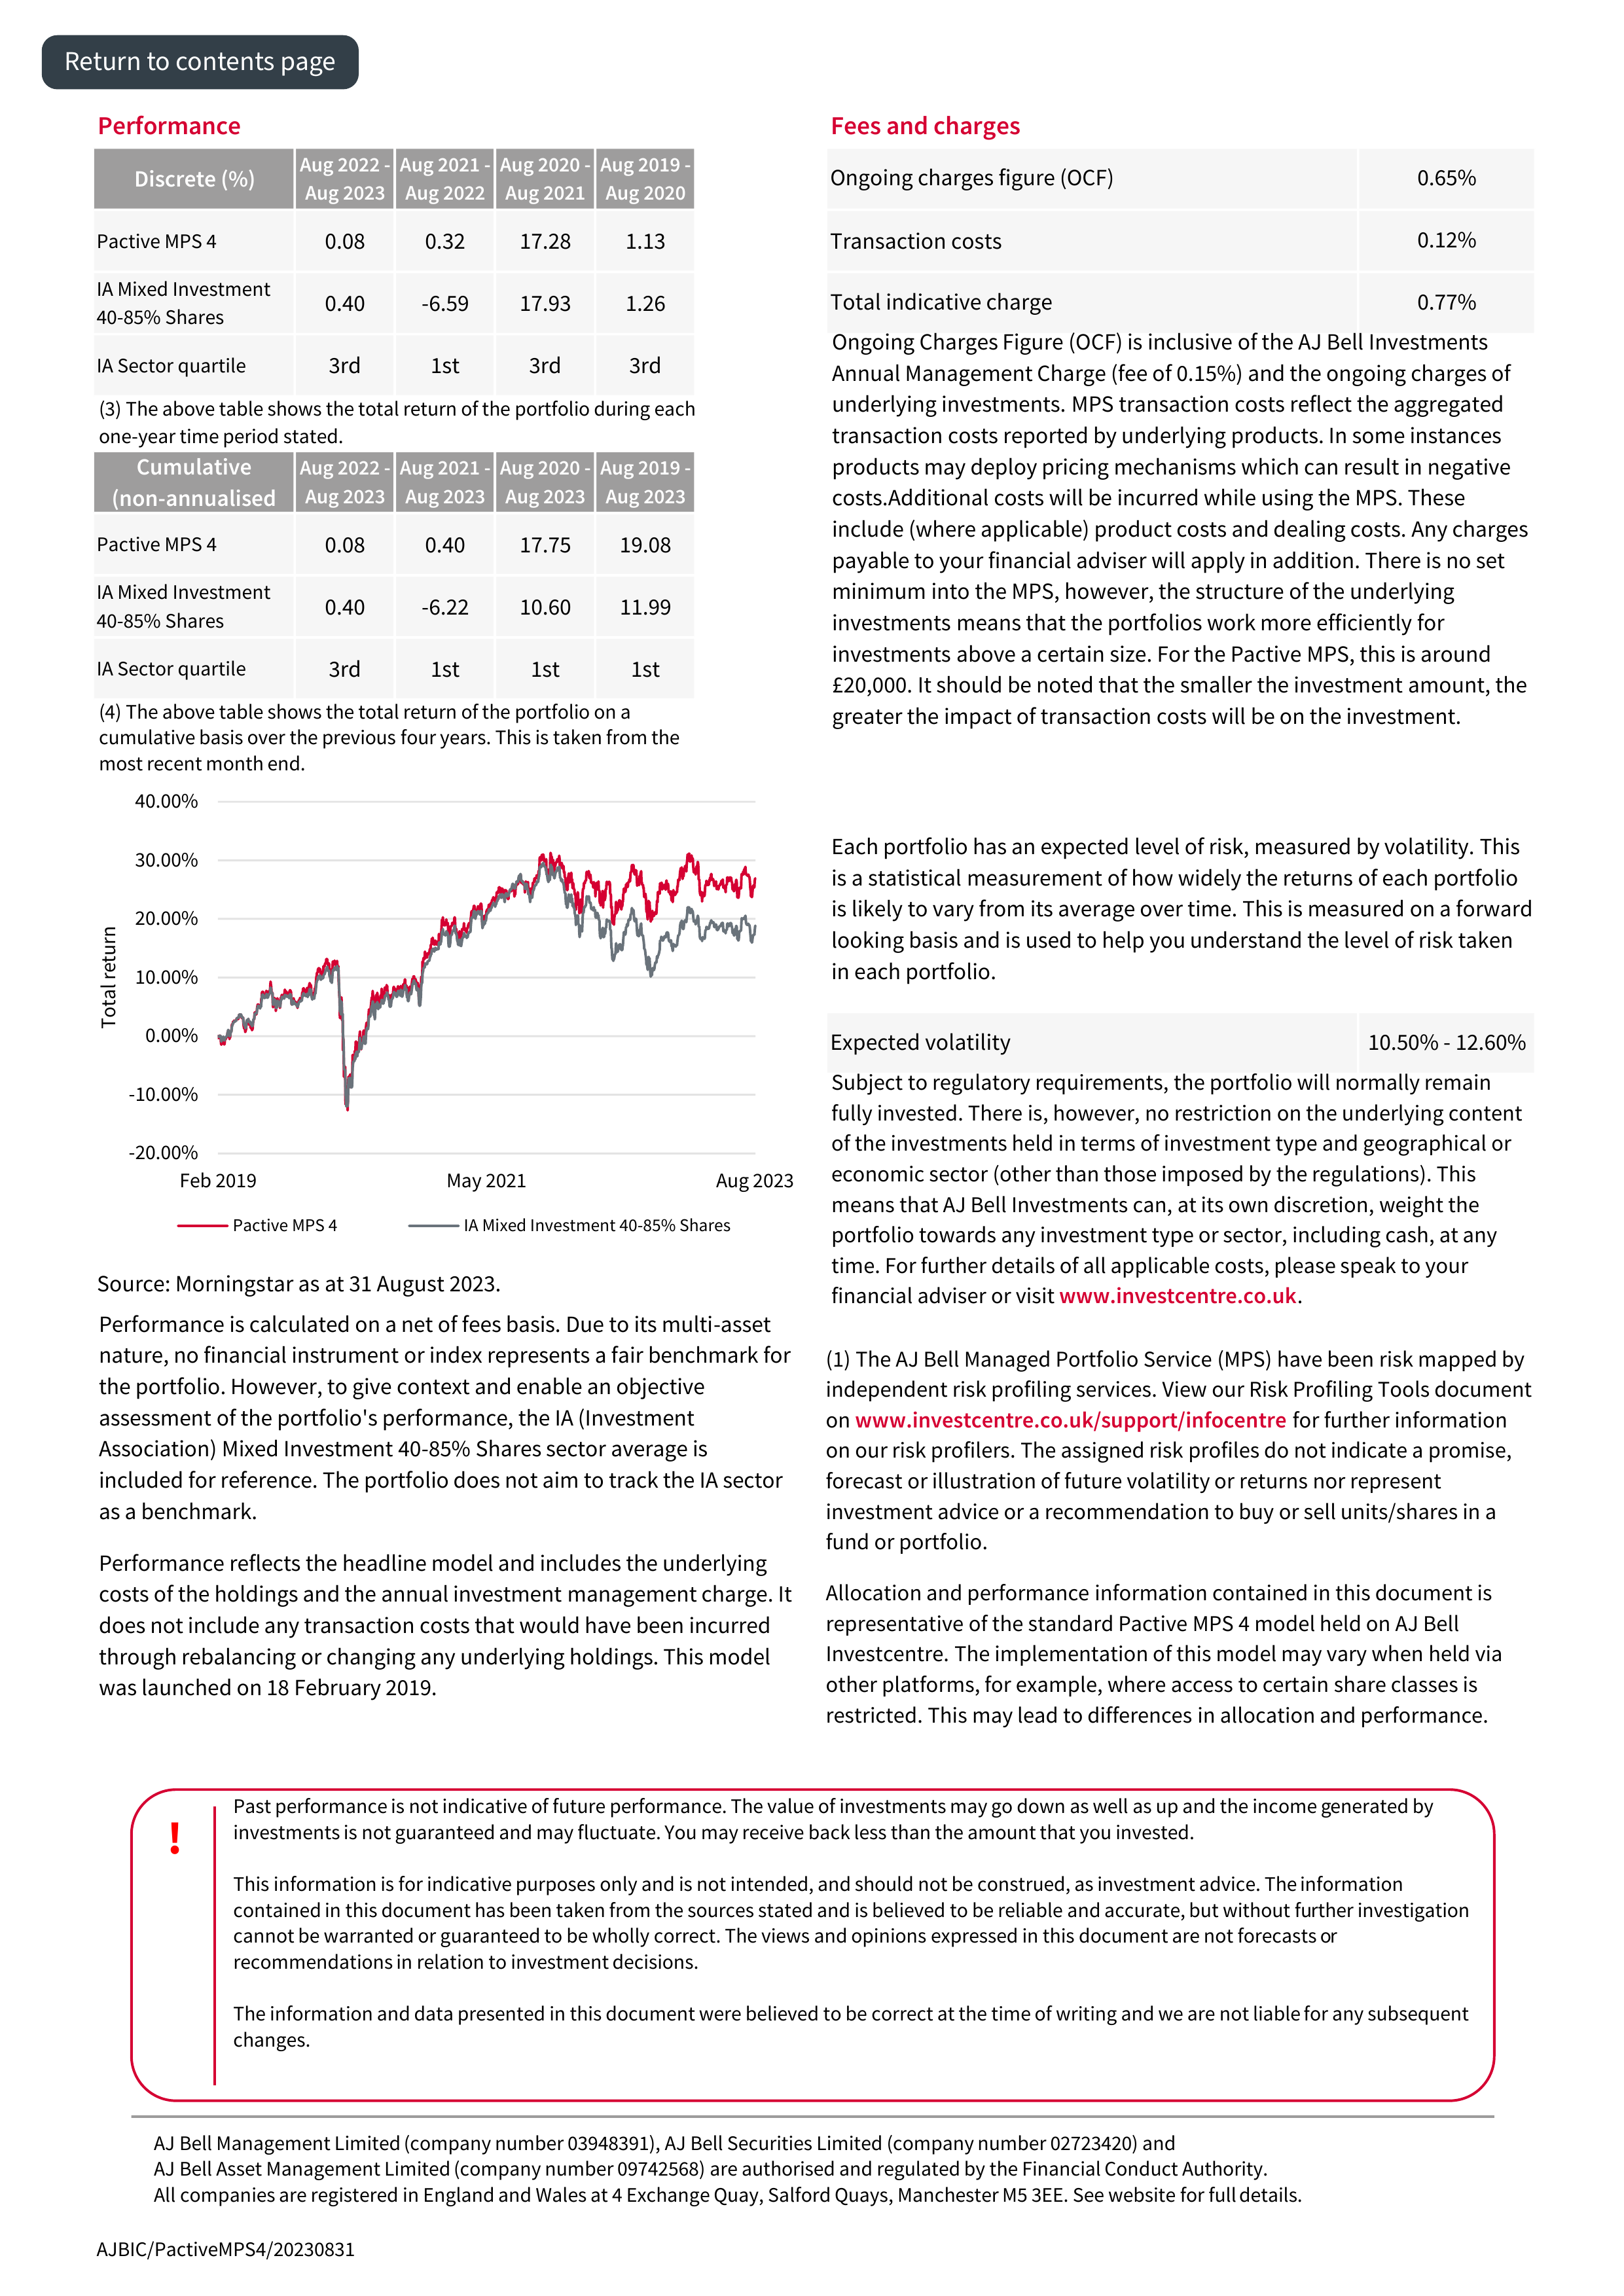 Return to contents page
Performance
Discrete (%)
Aug 2022 - Aug 2023
Aug 2021 - Aug 2022
Aug 2020 - Aug 2021
Aug 2019 - Aug 2020
Pactive MPS 4
0.08
0.32
17.28
1.13
IA Mixed Investment
40-85% Shares
0.40
-6.59
17.93
1.26
IA Sector quartile
3rd
1st
3rd
3rd
(3) The above table shows the total return of the portfolio during each
one-year time period stated.
Cumulative
(non-annualised
Aug 2022 - Aug 2023
Aug 2021 - Aug 2023
Aug 2020 - Aug 2023
Aug 2019 - Aug 2023
Pactive MPS 4
0.08
0.40
17.75
19.08
IA Mixed Investment
40-85% Shares
0.40
-6.22
10.60
11.99
IA Sector quartile
3rd
1st
1st
1st
(4) The above table shows the total return of the portfolio on a
cumulative basis over the previous four years. This is taken from the
most recent month end.
40.00%
30.00%
20.00%
10.00%
0.00%
-10.00%
-20.00%
Total return
Feb 2019
May 2021
Aug 2023
Pactive MPS 4
IA Mixed Investment 40-85% Shares
Source: Morningstar as at 31 August 2023.
Performance is calculated on a net of fees basis. Due to its multi-asset
nature, no financial instrument or index represents a fair benchmark for
the portfolio. However, to give context and enable an objective
assessment of the portfolio's performance, the IA (Investment
Association) Mixed Investment 40-85% Shares sector average is
included for reference. The portfolio does not aim to track the IA sector
as a benchmark.
Performance reflects the headline model and includes the underlying
costs of the holdings and the annual investment management charge. It
does not include any transaction costs that would have been incurred
through rebalancing or changing any underlying holdings. This model
was launched on 18 February 2019.
Fees and charges
Ongoing charges figure (OCF)
0.65%
Transaction costs
0.12%
Total indicative charge
0.77%
Ongoing Charges Figure (OCF) is inclusive of the AJ Bell Investments
Annual Management Charge (fee of 0.15%) and the ongoing charges of
underlying investments. MPS transaction costs reflect the aggregated
transaction costs reported by underlying products. In some instances
products may deploy pricing mechanisms which can result in negative
costs.Additional costs will be incurred while using the MPS. These
include (where applicable) product costs and dealing costs. Any charges
payable to your financial adviser will apply in addition. There is no set
minimum into the MPS, however, the structure of the underlying
investments means that the portfolios work more efficiently for
investments above a certain size. For the Pactive MPS, this is around
£20,000. It should be noted that the smaller the investment amount, the
greater the impact of transaction costs will be on the investment.
Each portfolio has an expected level of risk, measured by volatility. This
is a statistical measurement of how widely the returns of each portfolio
is likely to vary from its average over time. This is measured on a forward
looking basis and is used to help you understand the level of risk taken
in each portfolio.
Expected volatility
10.50% - 12.60%
Subject to regulatory requirements, the portfolio will normally remain
fully invested. There is, however, no restriction on the underlying content
of the investments held in terms of investment type and geographical or
economic sector (other than those imposed by the regulations). This
means that AJ Bell Investments can, at its own discretion, weight the
portfolio towards any investment type or sector, including cash, at any
time. For further details of all applicable costs, please speak to your
financial adviser or visit www.investcentre.co.uk.
(1) The AJ Bell Managed Portfolio Service (MPS) have been risk mapped by
independent risk profiling services. View our Risk Profiling Tools document
on www.investcentre.co.uk/support/infocentre for further information
on our risk profilers. The assigned risk profiles do not indicate a promise,
forecast or illustration of future volatility or returns nor represent
investment advice or a recommendation to buy or sell units/shares in a
fund or portfolio.
Allocation and performance information contained in this document is
representative of the standard Pactive MPS 4 model held on AJ Bell
Investcentre. The implementation of this model may vary when held via
other platforms, for example, where access to certain share classes is
restricted. This may lead to differences in allocation and performance.
!
Past performance is not indicative of future performance. The value of investments may go down as well as up and the income generated by
investments is not guaranteed and may fluctuate. You may receive back less than the amount that you invested.
This information is for indicative purposes only and is not intended, and should not be construed, as investment advice. The information
contained in this document has been taken from the sources stated and is believed to be reliable and accurate, but without further investigation
cannot be warranted or guaranteed to be wholly correct. The views and opinions expressed in this document are not forecasts or
recommendations in relation to investment decisions.
The information and data presented in this document were believed to be correct at the time of writing and we are not liable for any subsequent
changes.
AJ Bell Management Limited (company number 03948391), AJ Bell Securities Limited (company number 02723420) and
AJ Bell Asset Management Limited (company number 09742568) are authorised and regulated by the Financial Conduct Authority.
All companies are registered in England and Wales at 4 Exchange Quay, Salford Quays, Manchester M5 3EE. See website for full details.
AJBIC/PactiveMPS4/20230831